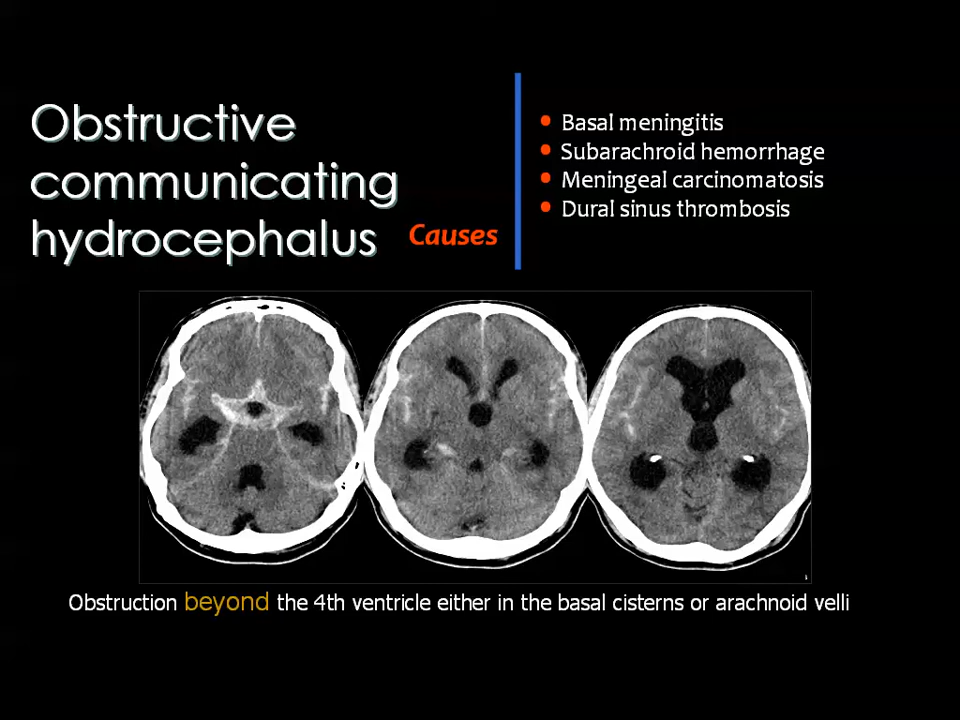 Obstructive
communicating
hydrocephalus Causes
• Basal meningitis
• Subarachroid hemorrhage
• Meningeal carcinomatosis
• Dural sinus thrombosis
Obstruction beyond the 4th ventricle either in the basal cisterns or arachnoid velli